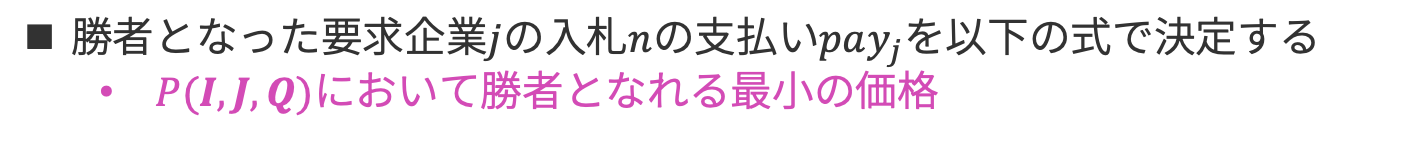 ■ 勝者となった要求企業jの入札nの支払いpay_jを以下の式で決定する
• P(I, J, Q)において勝者となれる最小の価格